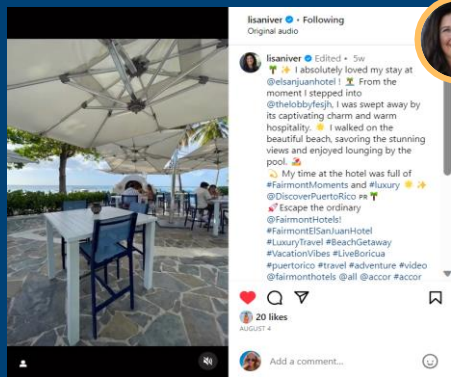 lisaniver • Following
Original audio
lisaniver Edited • 5w
🌴 ✨ I absolutely loved my stay at
@elsanjuanhotel ! 🏝 From the
moment I stepped into
@thelobbyfesjh, I was swept away by
its captivating charm and warm
hospitality. ☀️ I walked on the
beautiful beach, savoring the stunning
views and enjoyed lounging by the
pool. 🏖
💫 My time at the hotel was full of
#FairmontMoments and #luxury ☀️ ✨
@DiscoverPuertoRico PR 🌴
🚀 Escape the ordinary
@FairmontHotels!
#FairmontElSanJuanHotel
#LuxuryTravel #BeachGetaway
#VacationVibes #LiveBoricua
#puertorico #travel #adventure #video
@fairmonthotels @all @accor #accor
20 likes
AUGUST 4
Add a comment...